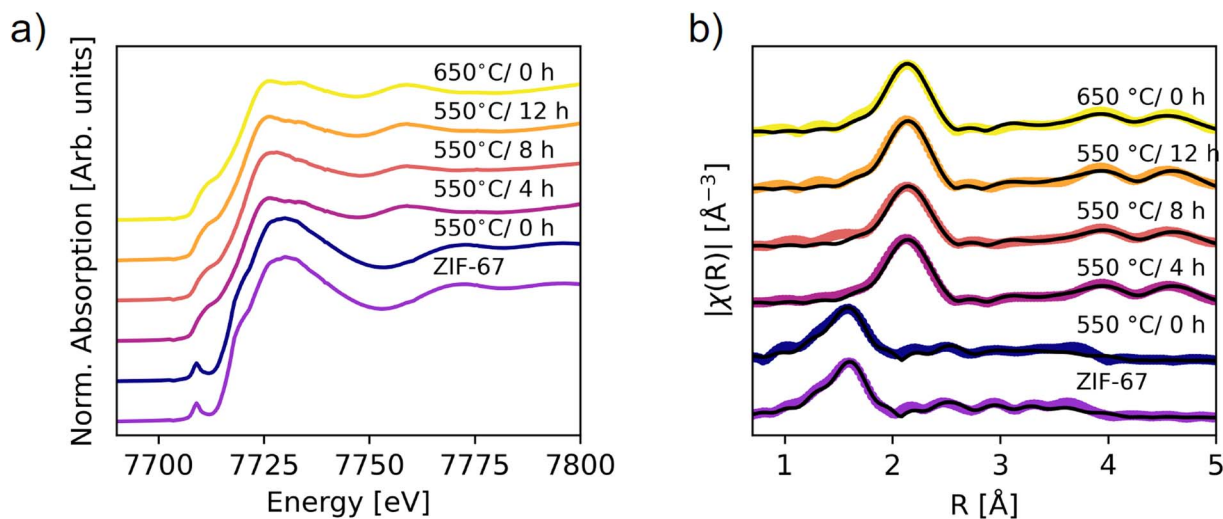 a)
Norm. Absorption [Arb. units]
650°C/ 0 h
550°C/ 12 h
550°C/ 8 h
550°C/ 4 h
550°C/ 0 h
ZIF-67
7700 7725 7750 7775 7800
Energy [eV]
b)
|χ(R)| [Å⁻³]
650 °C/ 0 h
550 °C/ 12 h
550 °C/ 8 h
550 °C/ 4 h
550 °C/ 0 h
ZIF-67
1 2 3 4 5
R [Å]